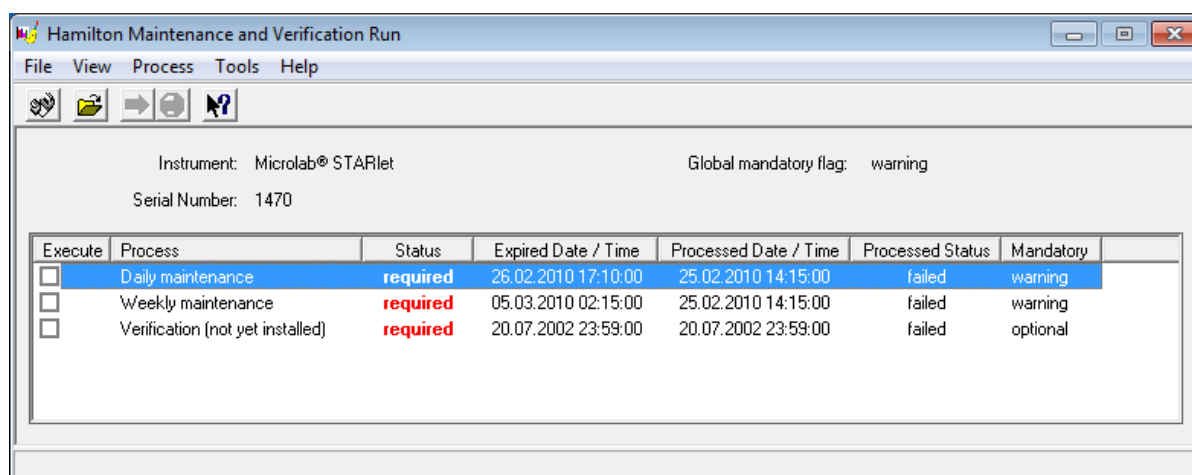 Hamilton Maintenance and Verification Run
File View Process Tools Help
Instrument: Microlab® STARlet Global mandatory flag: warning
Serial Number: 1470
Execute Process Status Expired Date / Time Processed Date / Time Processed Status Mandatory
Daily maintenance required 26.02.2010 17:10:00 25.02.2010 14:15:00 failed warning
Weekly maintenance required 05.03.2010 02:15:00 25.02.2010 14:15:00 failed warning
Verification (not yet installed) required 20.07.2002 23:59:00 20.07.2002 23:59:00 failed optional